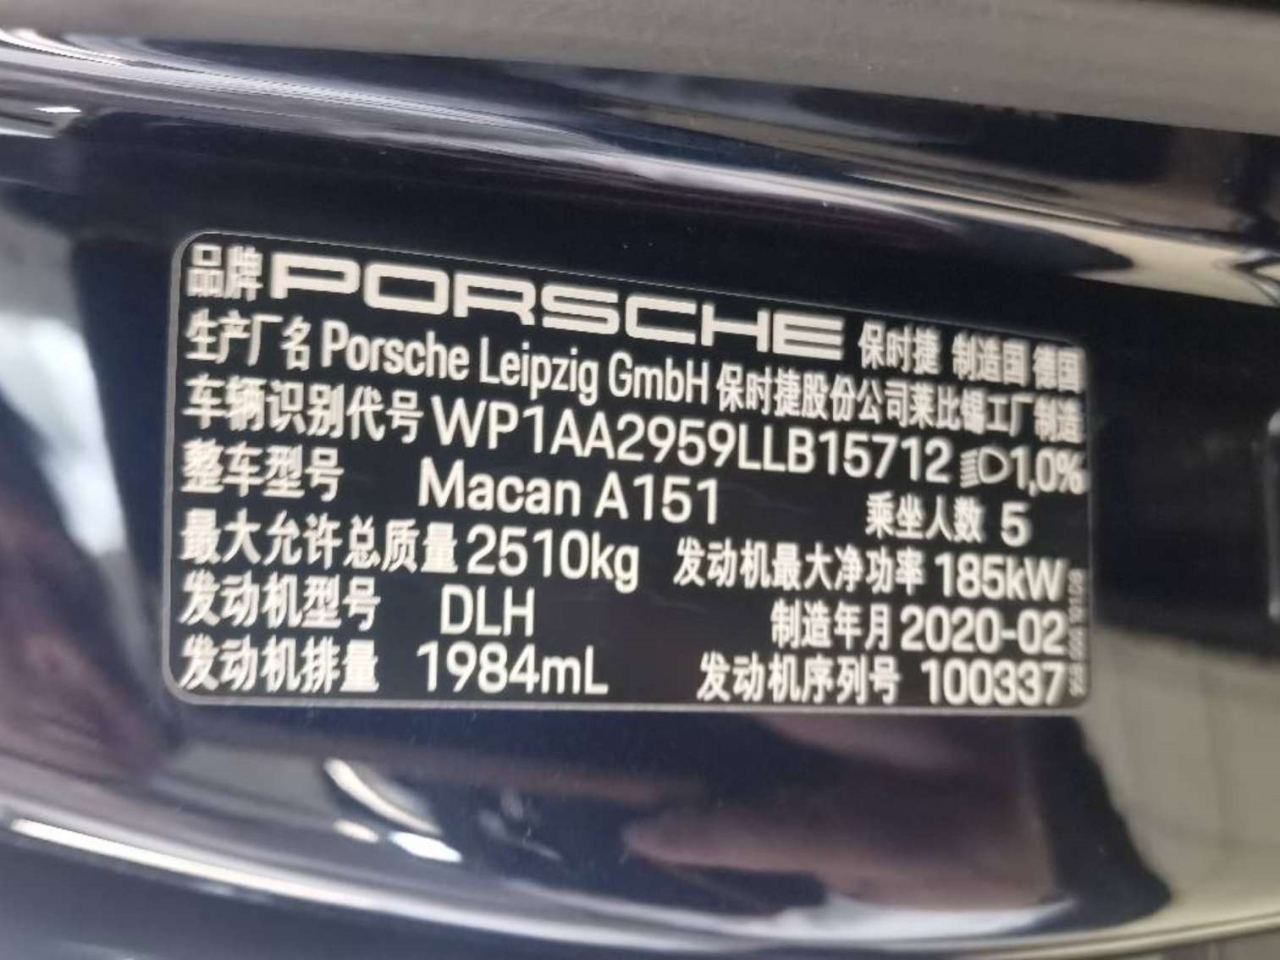 品牌 PORSCHE 保时捷 制造国 德国
生产厂名 Porsche Leipzig GmbH 保时捷股份公司莱比锡工厂制造
车辆识别代号 WP1AA2959LLB15712 1,0%
整车型号 Macan A151 乘坐人数 5
最大允许总质量 2510kg 发动机最大净功率 185kW
发动机型号 DLH 制造年月 2020-02
发动机排量 1984mL 发动机序列号 100337